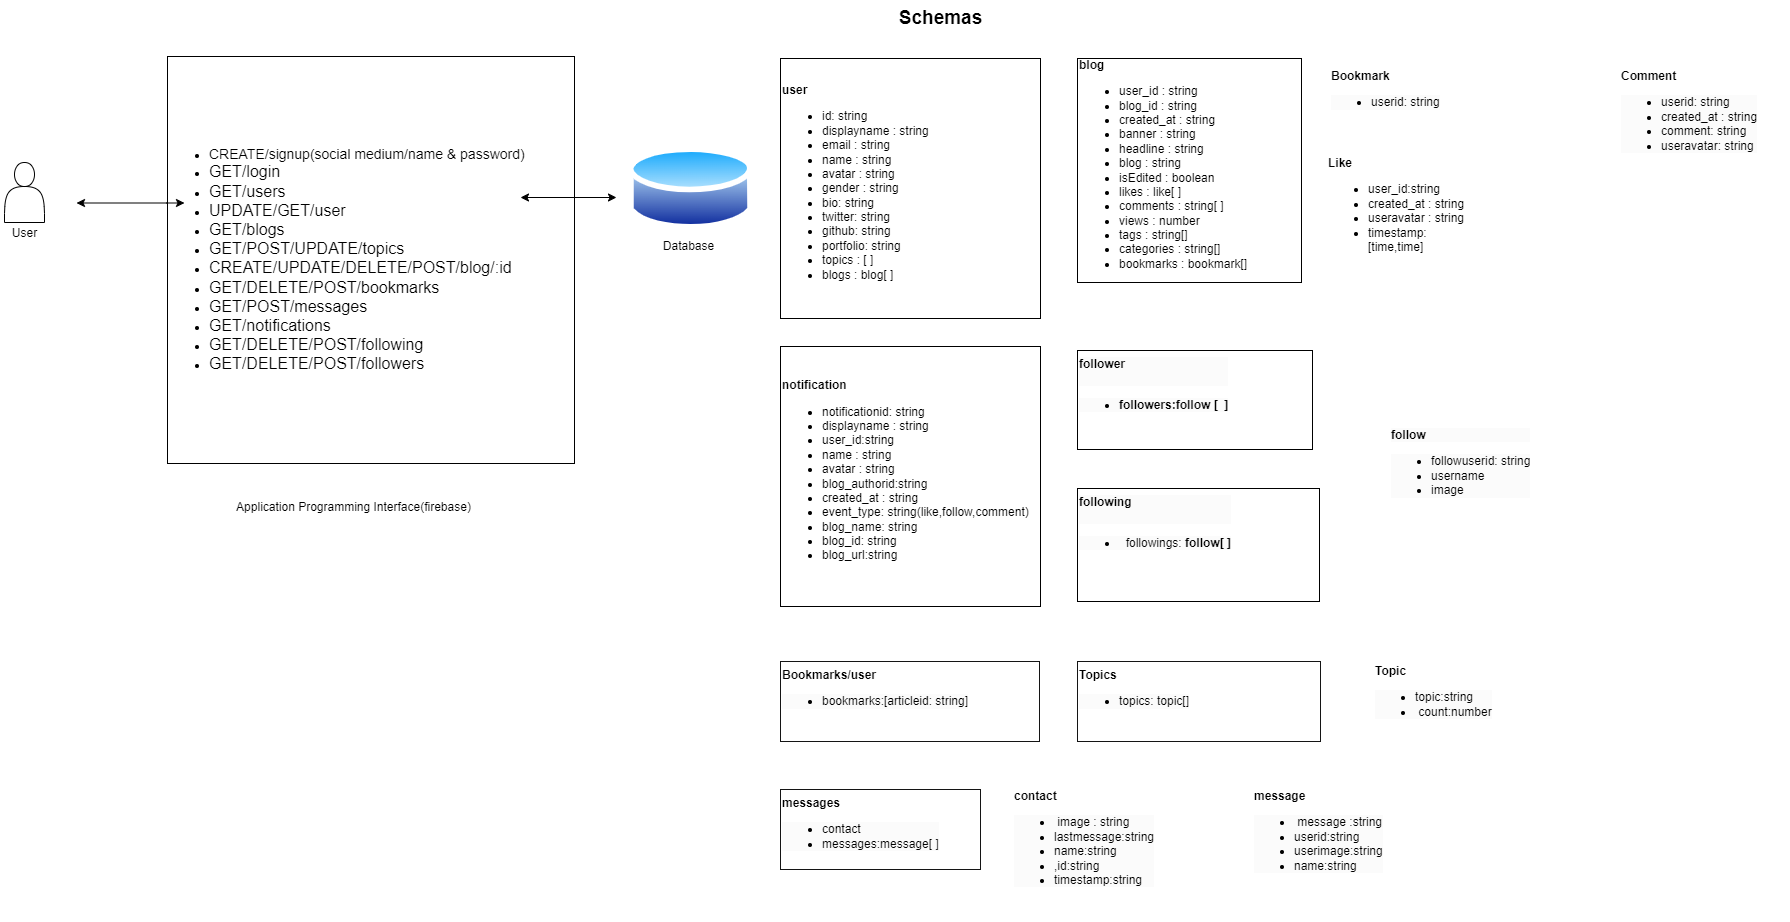 Schemas
User
CREATE/signup(social medium/name & password)
GET/login
GET/users
UPDATE/GET/user
GET/blogs
GET/POST/UPDATE/topics
CREATE/UPDATE/DELETE/POST/blog/:id
GET/DELETE/POST/bookmarks
GET/POST/messages
GET/notifications
GET/DELETE/POST/following
GET/DELETE/POST/followers
Application Programming Interface(firebase)
Database
user
id: string
displayname : string
email : string
name : string
avatar : string
gender : string
bio: string
twitter: string
github: string
portfolio: string
topics : [ ]
blogs : blog[ ]
blog
user_id : string
blog_id : string
created_at : string
banner : string
headline : string
blog : string
isEdited : boolean
likes : like[ ]
comments : string[ ]
views : number
tags : string[]
categories : string[]
bookmarks : bookmark[]
Bookmark
userid: string
Like
user_id:string
created_at : string
useravatar : string
timestamp:
[time,time]
Comment
userid: string
created_at : string
comment: string
useravatar: string
notification
notificationid: string
displayname : string
user_id:string
name : string
avatar : string
blog_authorid:string
created_at : string
event_type: string(like,follow,comment)
blog_name: string
blog_id: string
blog_url:string
follower
followers:follow [  ]
following
followings: follow[ ]
follow
followuserid: string
username
image
Bookmarks/user
bookmarks:[articleid: string]
Topics
topics: topic[]
Topic
topic:string
count:number
messages
contact
messages:message[ ]
contact
image : string
lastmessage:string
name:string
,id:string
timestamp:string
message
message :string
userid:string
userimage:string
name:string